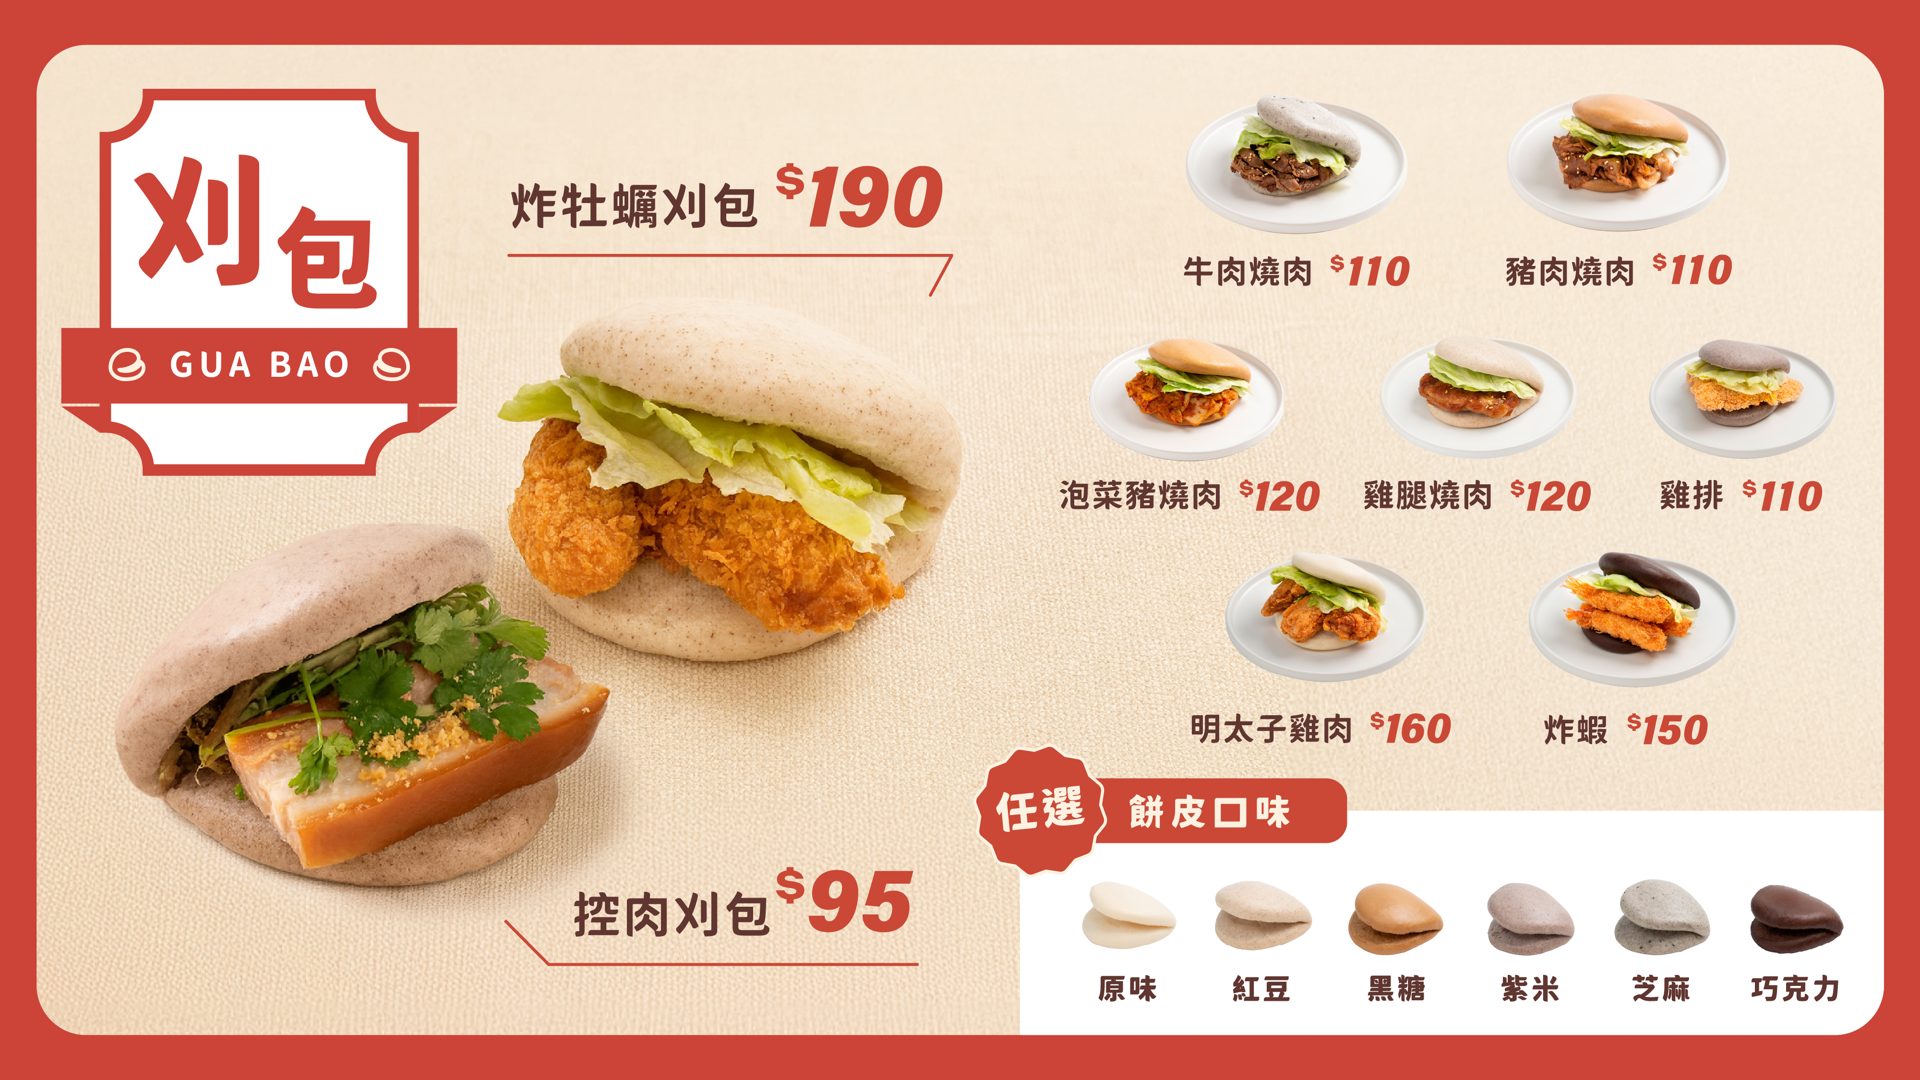 刈包
GUA BAO
炸牡蠣刈包 $190
控肉刈包 $95
牛肉燒肉 $110
豬肉燒肉 $110
泡菜豬燒肉 $120
雞腿燒肉 $120
雞排 $110
明太子雞肉 $160
炸蝦 $150
任選 餅皮口味
原味
紅豆
黑糖
紫米
芝麻
巧克力